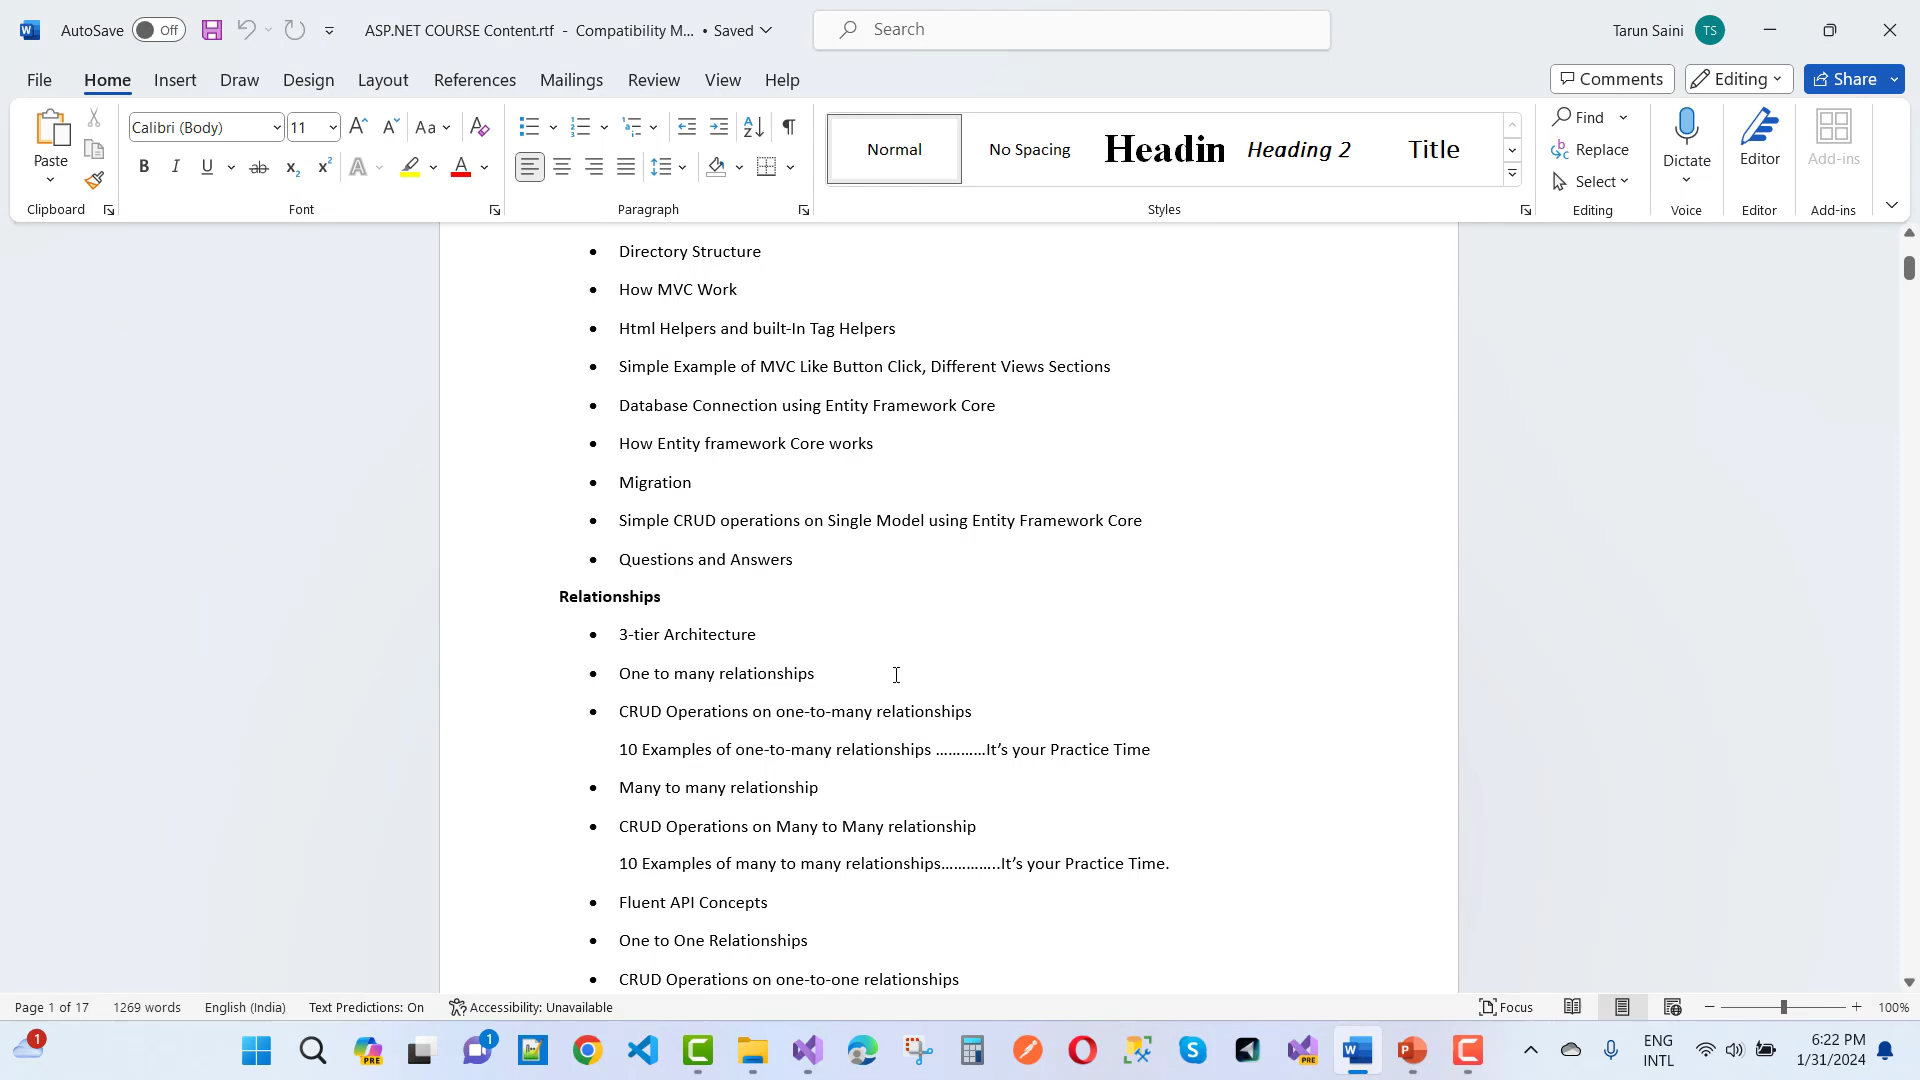 AutoSave Off ASP.NET COURSE Content.rtf - Compatibility M... • Saved Search Tarun Saini TS
File Home Insert Draw Design Layout References Mailings Review View Help Comments Editing Share
Paste Calibri (Body) 11 Aa Normal No Spacing Headin Heading 2 Title Find Replace Select Dictate Editor Add-ins
Clipboard Font Paragraph Styles Editing Voice Editor Add-ins
• Directory Structure
• How MVC Work
• Html Helpers and built-In Tag Helpers
• Simple Example of MVC Like Button Click, Different Views Sections
• Database Connection using Entity Framework Core
• How Entity framework Core works
• Migration
• Simple CRUD operations on Single Model using Entity Framework Core
• Questions and Answers
Relationships
• 3-tier Architecture
• One to many relationships
• CRUD Operations on one-to-many relationships
10 Examples of one-to-many relationships …………It’s your Practice Time
• Many to many relationship
• CRUD Operations on Many to Many relationship
10 Examples of many to many relationships…………..It’s your Practice Time.
• Fluent API Concepts
• One to One Relationships
• CRUD Operations on one-to-one relationships
Page 1 of 17 1269 words English (India) Text Predictions: On Accessibility: Unavailable Focus 100%
1 PRE 1 PRE ENG 6:22 PM
INTL 1/31/2024